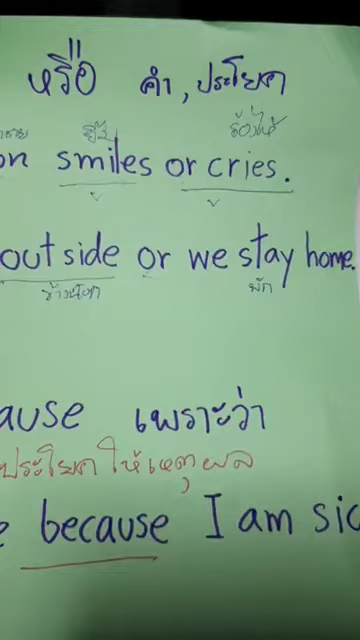 หรือ คำ, ประโยค
ยิ้ม ร้องไห้
on smiles or cries.
outside or we stay home.
ข้างนอก พัก
ause เพราะว่า
ประโยค ให้เหตุผล
e because I am sic